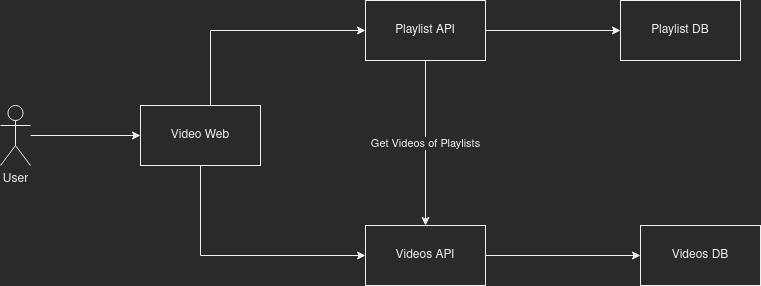 Playlist API
Playlist DB
Video Web
Get Videos of Playlists
User
Videos API
Videos DB